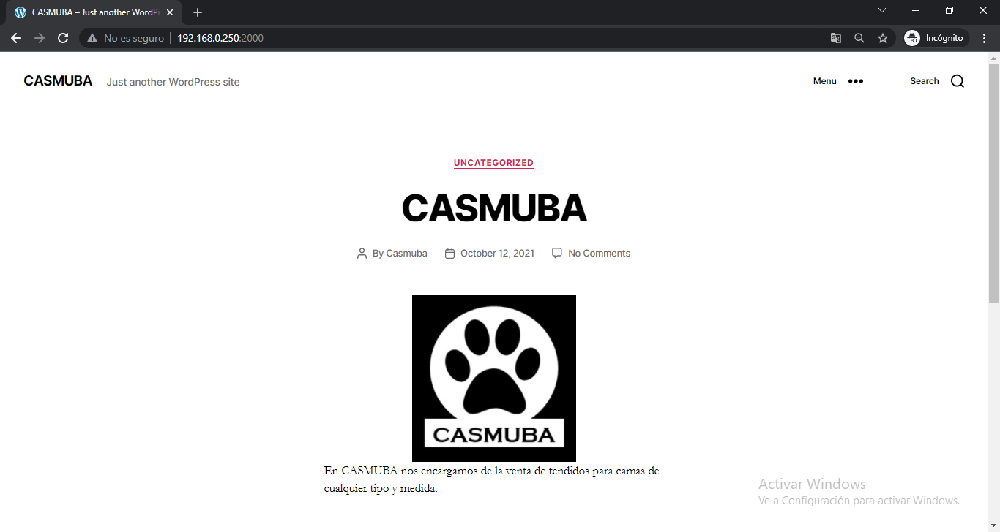 CASMUBA – Just another WordPr
No es seguro 192.168.0.250:2000 Incógnito
CASMUBA Just another WordPress site Menu Search
UNCATEGORIZED
CASMUBA
By Casmuba October 12, 2021 No Comments
CASMUBA
En CASMUBA nos encargamos de la venta de tendidos para camas de
cualquier tipo y medida.
Activar Windows
Ve a Configuración para activar Windows.